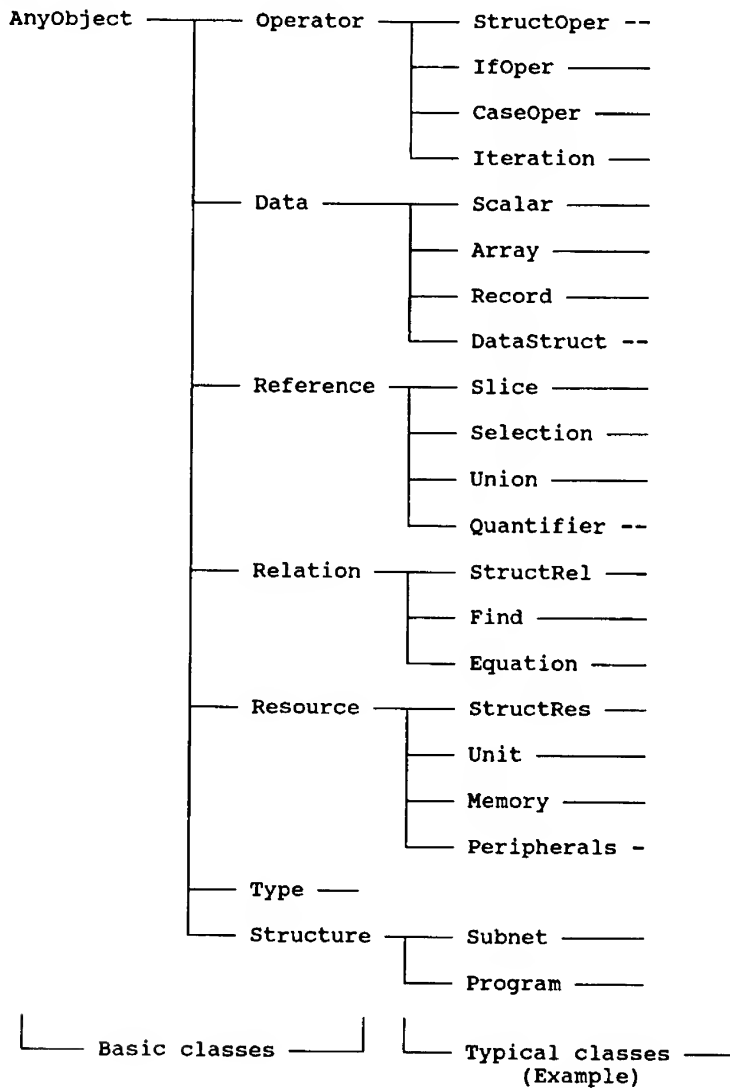 AnyObject Operator StructOper --
IfOper
CaseOper
Iteration
Data Scalar
Array
Record
DataStruct --
Reference Slice
Selection
Union
Quantifier --
Relation StructRel
Find
Equation
Resource StructRes
Unit
Memory
Peripherals -
Type
Structure Subnet
Program
Basic classes Typical classes
(Example)